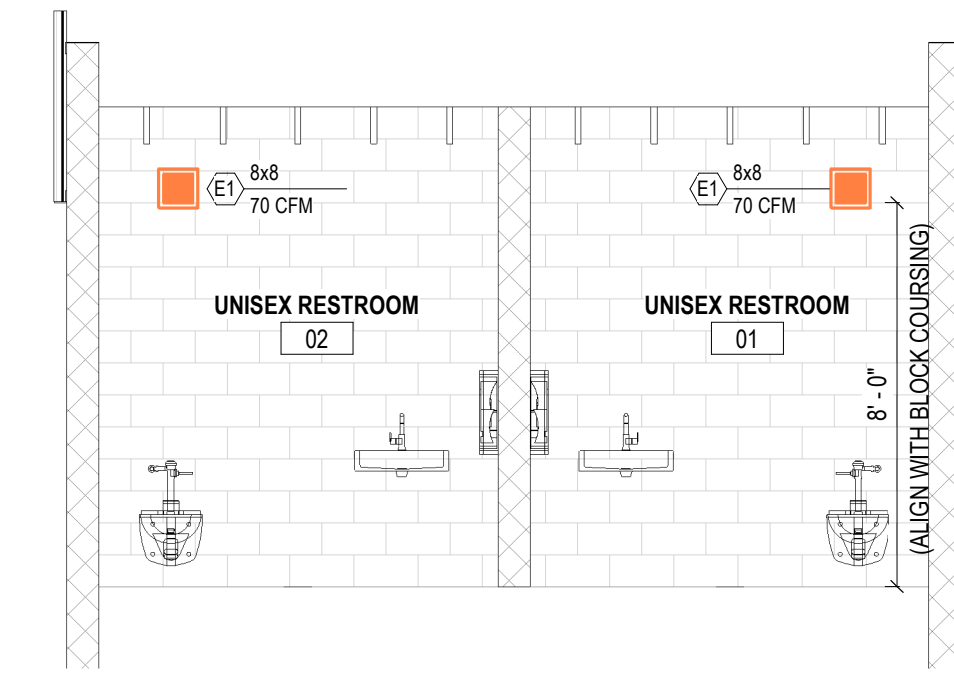 E1
8x8
70 CFM
E1
8x8
70 CFM
UNISEX RESTROOM
02
UNISEX RESTROOM
01
8' - 0"
(ALIGN WITH BLOCK COURSING)